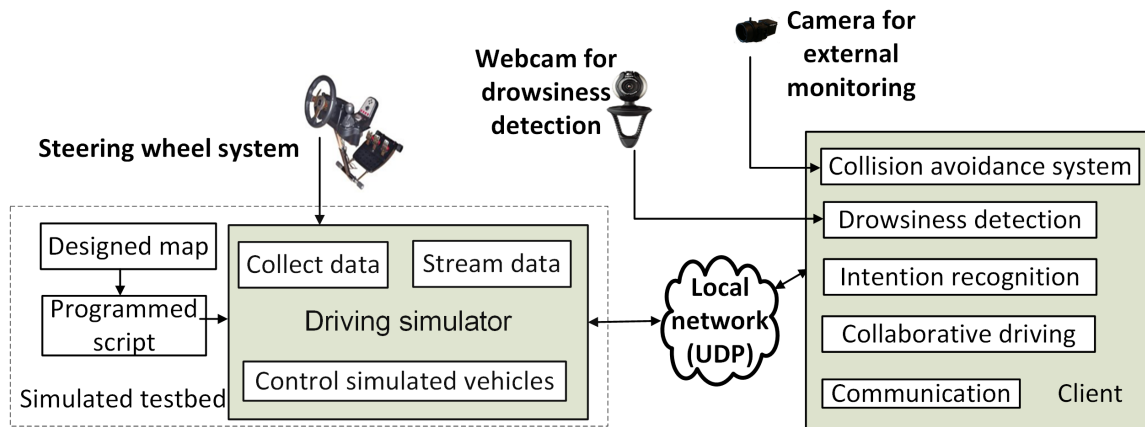 Camera for
external
monitoring
Webcam for
drowsiness
detection
Steering wheel system
Collision avoidance system
Drowsiness detection
Designed map
Collect data
Stream data
Intention recognition
Local
network
(UDP)
Programmed
script
Driving simulator
Collaborative driving
Control simulated vehicles
Simulated testbed
Communication
Client